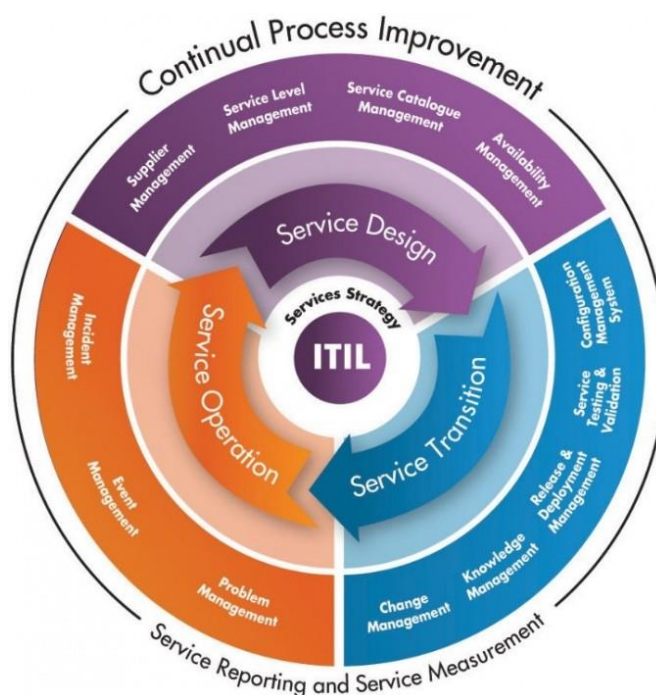 Continual Process Improvement
Supplier
Management
Service Level
Management
Service Catalogue
Management
Availability
Management
Service Design
Services Strategy
ITIL
Service Operation
Service Transition
Incident
Management
Event
Management
Problem
Management
Configuration
Management
System
Service
Testing &
Validation
Release &
Deployment
Management
Knowledge
Management
Change
Management
Service Reporting and Service Measurement